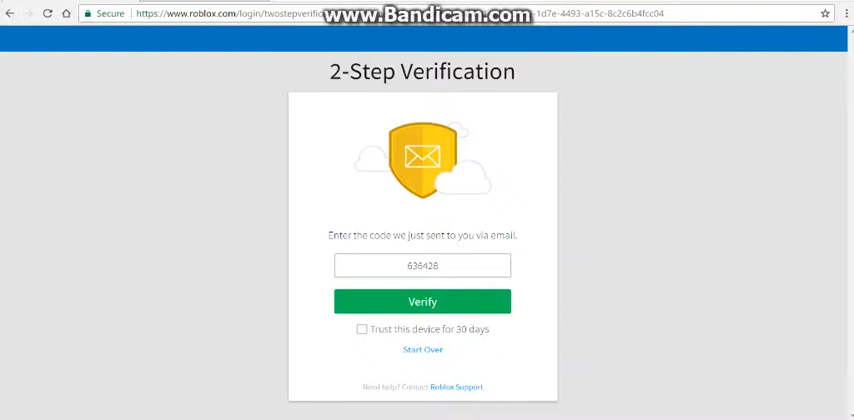 Secure https://www.roblox.com/login/twostepverific
www.Bandicam.com
-1d7e-4493-a15c-8c2c6b4fcc04
2-Step Verification
Enter the code we just sent to you via email.
636428
Verify
Trust this device for 30 days
Start Over
Need help? Contact Roblox Support